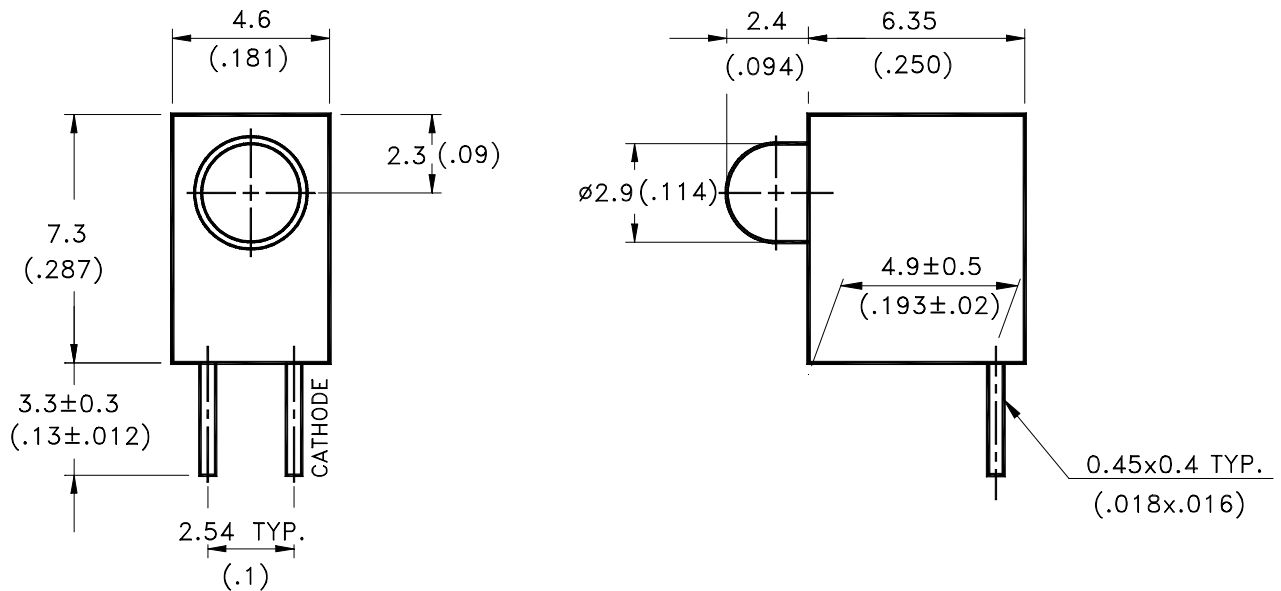 4.6
(.181)
2.4
(.094)
6.35
(.250)
2.3 (.09)
ø2.9(.114)
7.3
(.287)
4.9±0.5
(.193±.02)
3.3±0.3
(.13±.012)
CATHODE
2.54 TYP.
(.1)
0.45x0.4 TYP.
(.018x.016)